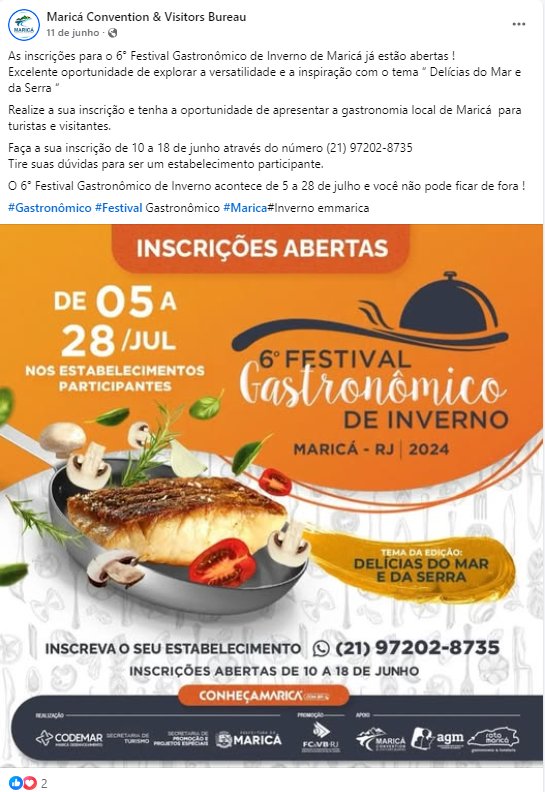 Maricá Convention & Visitors Bureau
11 de junho ·
As inscrições para o 6° Festival Gastronômico de Inverno de Maricá já estão abertas !
Excelente oportunidade de explorar a versatilidade e a inspiração com o tema “ Delícias do Mar e
da Serra “
Realize a sua inscrição e tenha a oportunidade de apresentar a gastronomia local de Maricá para
turistas e visitantes.
Faça a sua inscrição de 10 a 18 de junho através do número (21) 97202-8735
Tire suas dúvidas para ser um estabelecimento participante.
O 6° Festival Gastronômico de Inverno acontece de 5 a 28 de julho e você não pode ficar de fora !
#Gastronômico #Festival Gastronômico #Marica#Inverno emmarica
INSCRIÇÕES ABERTAS
DE 05 A
28/JUL
NOS ESTABELECIMENTOS
PARTICIPANTES
6° FESTIVAL
Gastronômico
DE INVERNO
MARICÁ - RJ | 2024
TEMA DA EDIÇÃO:
DELÍCIAS DO MAR
E DA SERRA
INSCREVA O SEU ESTABELECIMENTO (21) 97202-8735
INSCRIÇÕES ABERTAS DE 10 A 18 DE JUNHO
CONHEÇAMARICÁ
REALIZAÇÃO
CODEMAR
MARICÁ DESENVOLVIMENTO
SECRETARIA DE
TURISMO
SECRETARIA DE
PROMOÇÃO E
PROJETOS ESPECIAIS
PREFEITURA DE
MARICÁ
PROMOÇÃO
FC&VB-RJ
APOIO
MARICÁ
CONVENTION
agm
rota
maricá
2